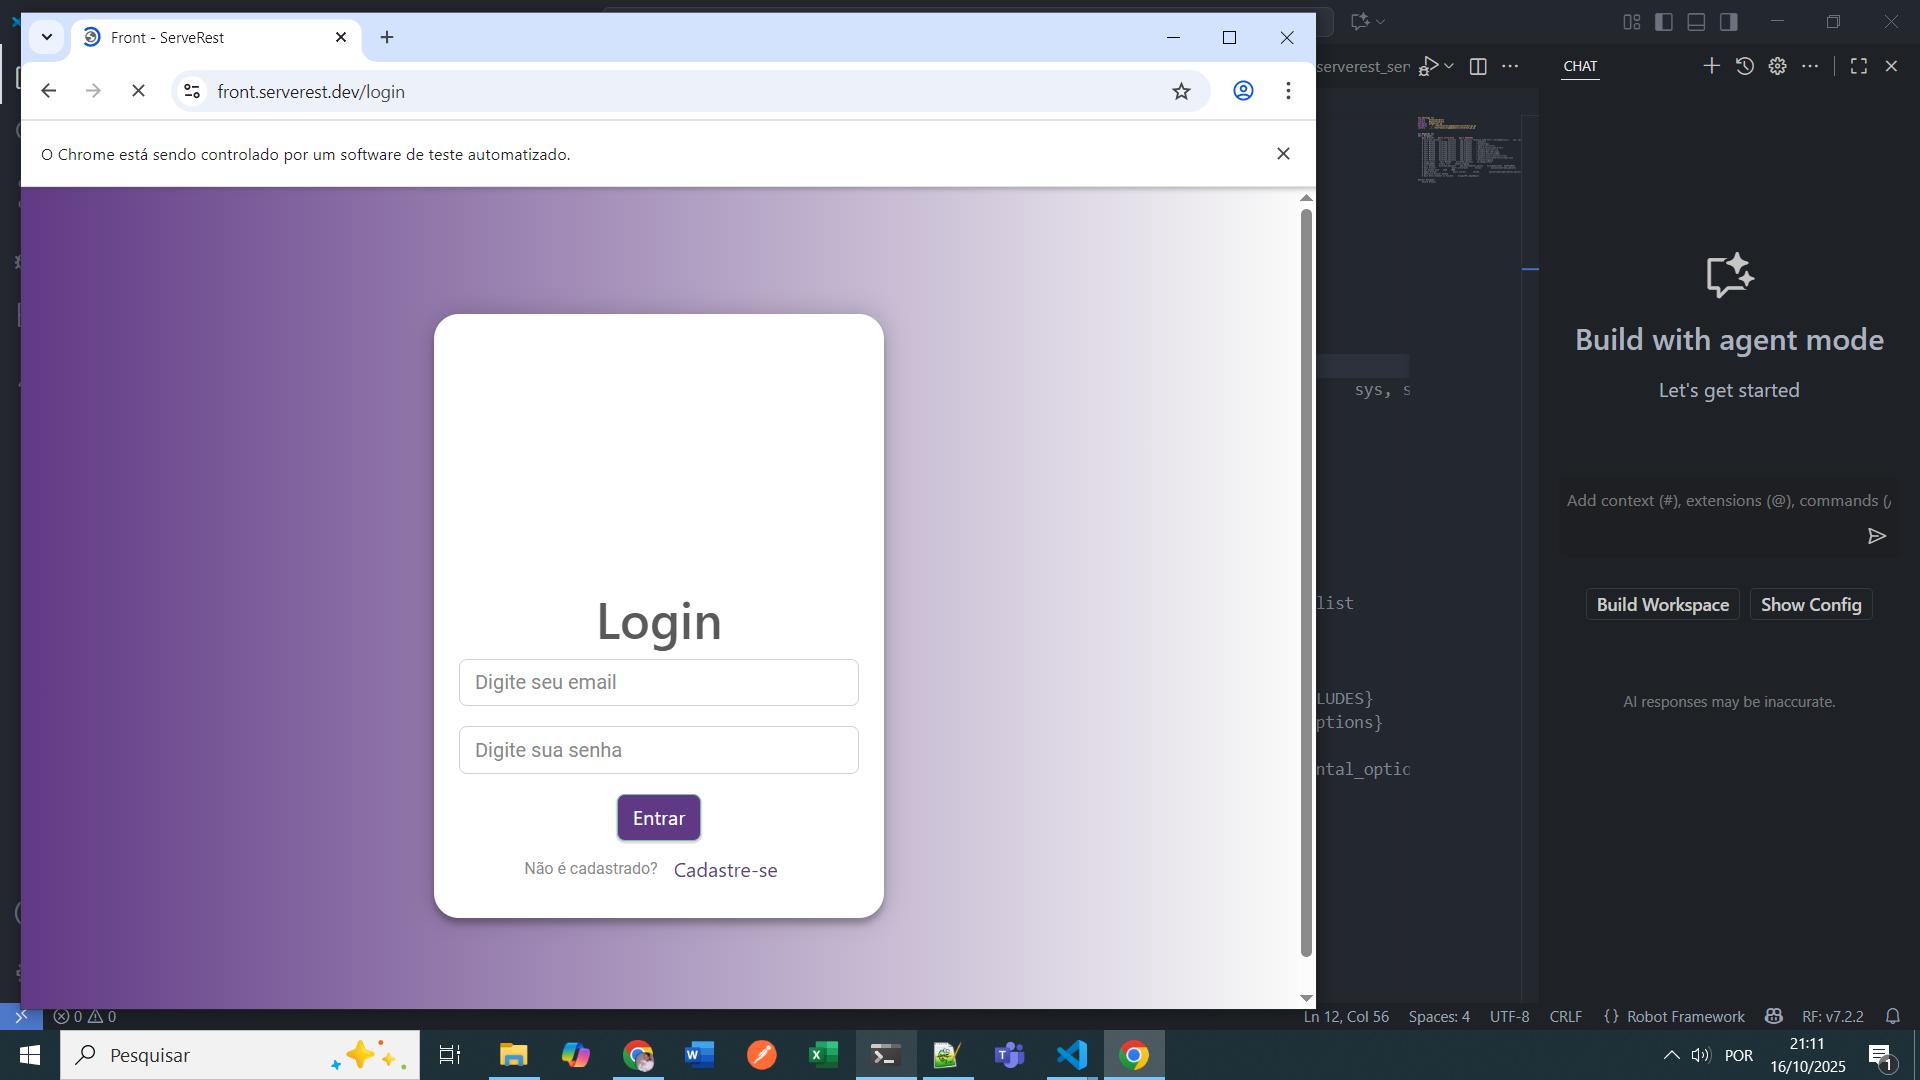 Front - ServeRest
front.serverest.dev/login
O Chrome está sendo controlado por um software de teste automatizado.
Login
Digite seu email
Digite sua senha
Entrar
Não é cadastrado? Cadastre-se
serverest_ser
sys, s
list
LUDES}
ptions}
ntal_optio
CHAT
Build with agent mode
Let's get started
Add context (#), extensions (@), commands (/
Build Workspace
Show Config
AI responses may be inaccurate.
0 0
Ln 12, Col 56
Spaces: 4
UTF-8
CRLF
{} Robot Framework
RF: v7.2.2
Pesquisar
POR
21:11
16/10/2025
1